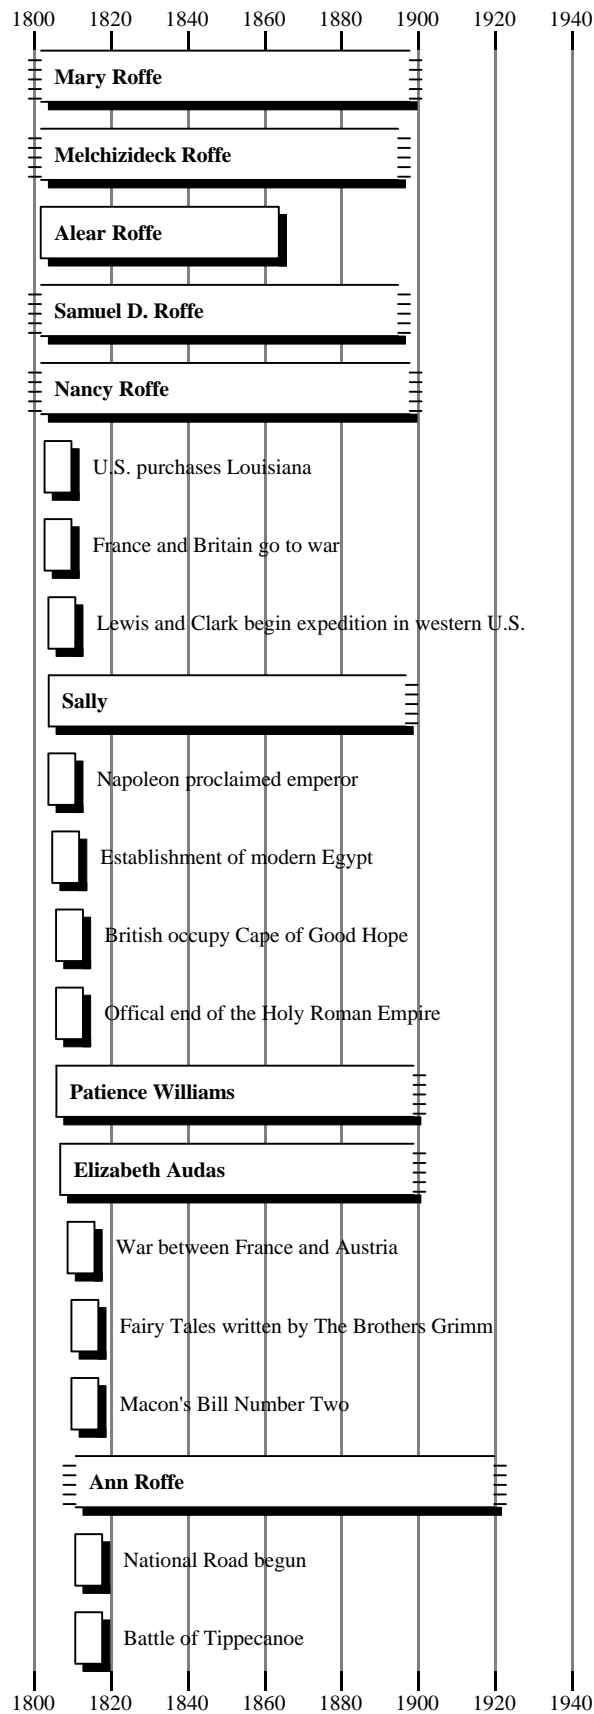 1800 1820 1840 1860 1880 1900 1920 1940
Mary Roffe
Melchizideck Roffe
Alear Roffe
Samuel D. Roffe
Nancy Roffe
U.S. purchases Louisiana
France and Britain go to war
Lewis and Clark begin expedition in western U.S.
Sally
Napoleon proclaimed emperor
Establishment of modern Egypt
British occupy Cape of Good Hope
Offical end of the Holy Roman Empire
Patience Williams
Elizabeth Audas
War between France and Austria
Fairy Tales written by The Brothers Grimm
Macon's Bill Number Two
Ann Roffe
National Road begun
Battle of Tippecanoe
1800 1820 1840 1860 1880 1900 1920 1940